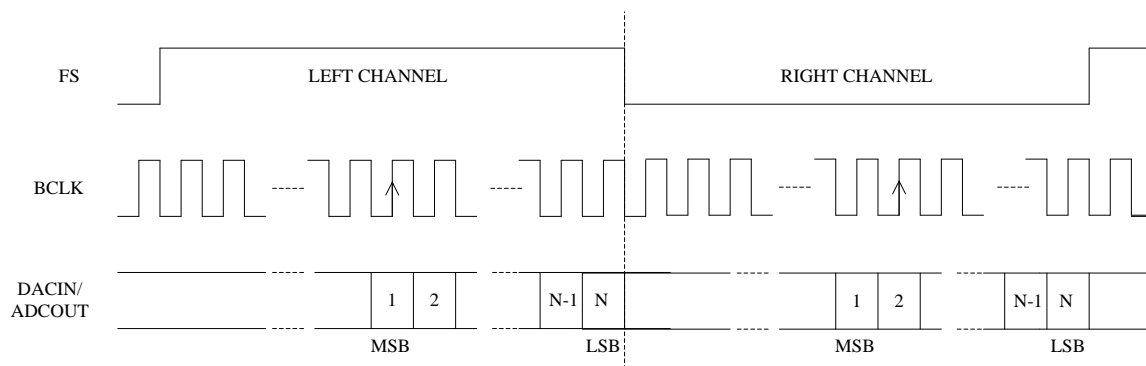 FS
LEFT CHANNEL
RIGHT CHANNEL
BCLK
DACIN/
ADCOUT
1 2 N-1 N 1 2 N-1 N
MSB LSB MSB LSB